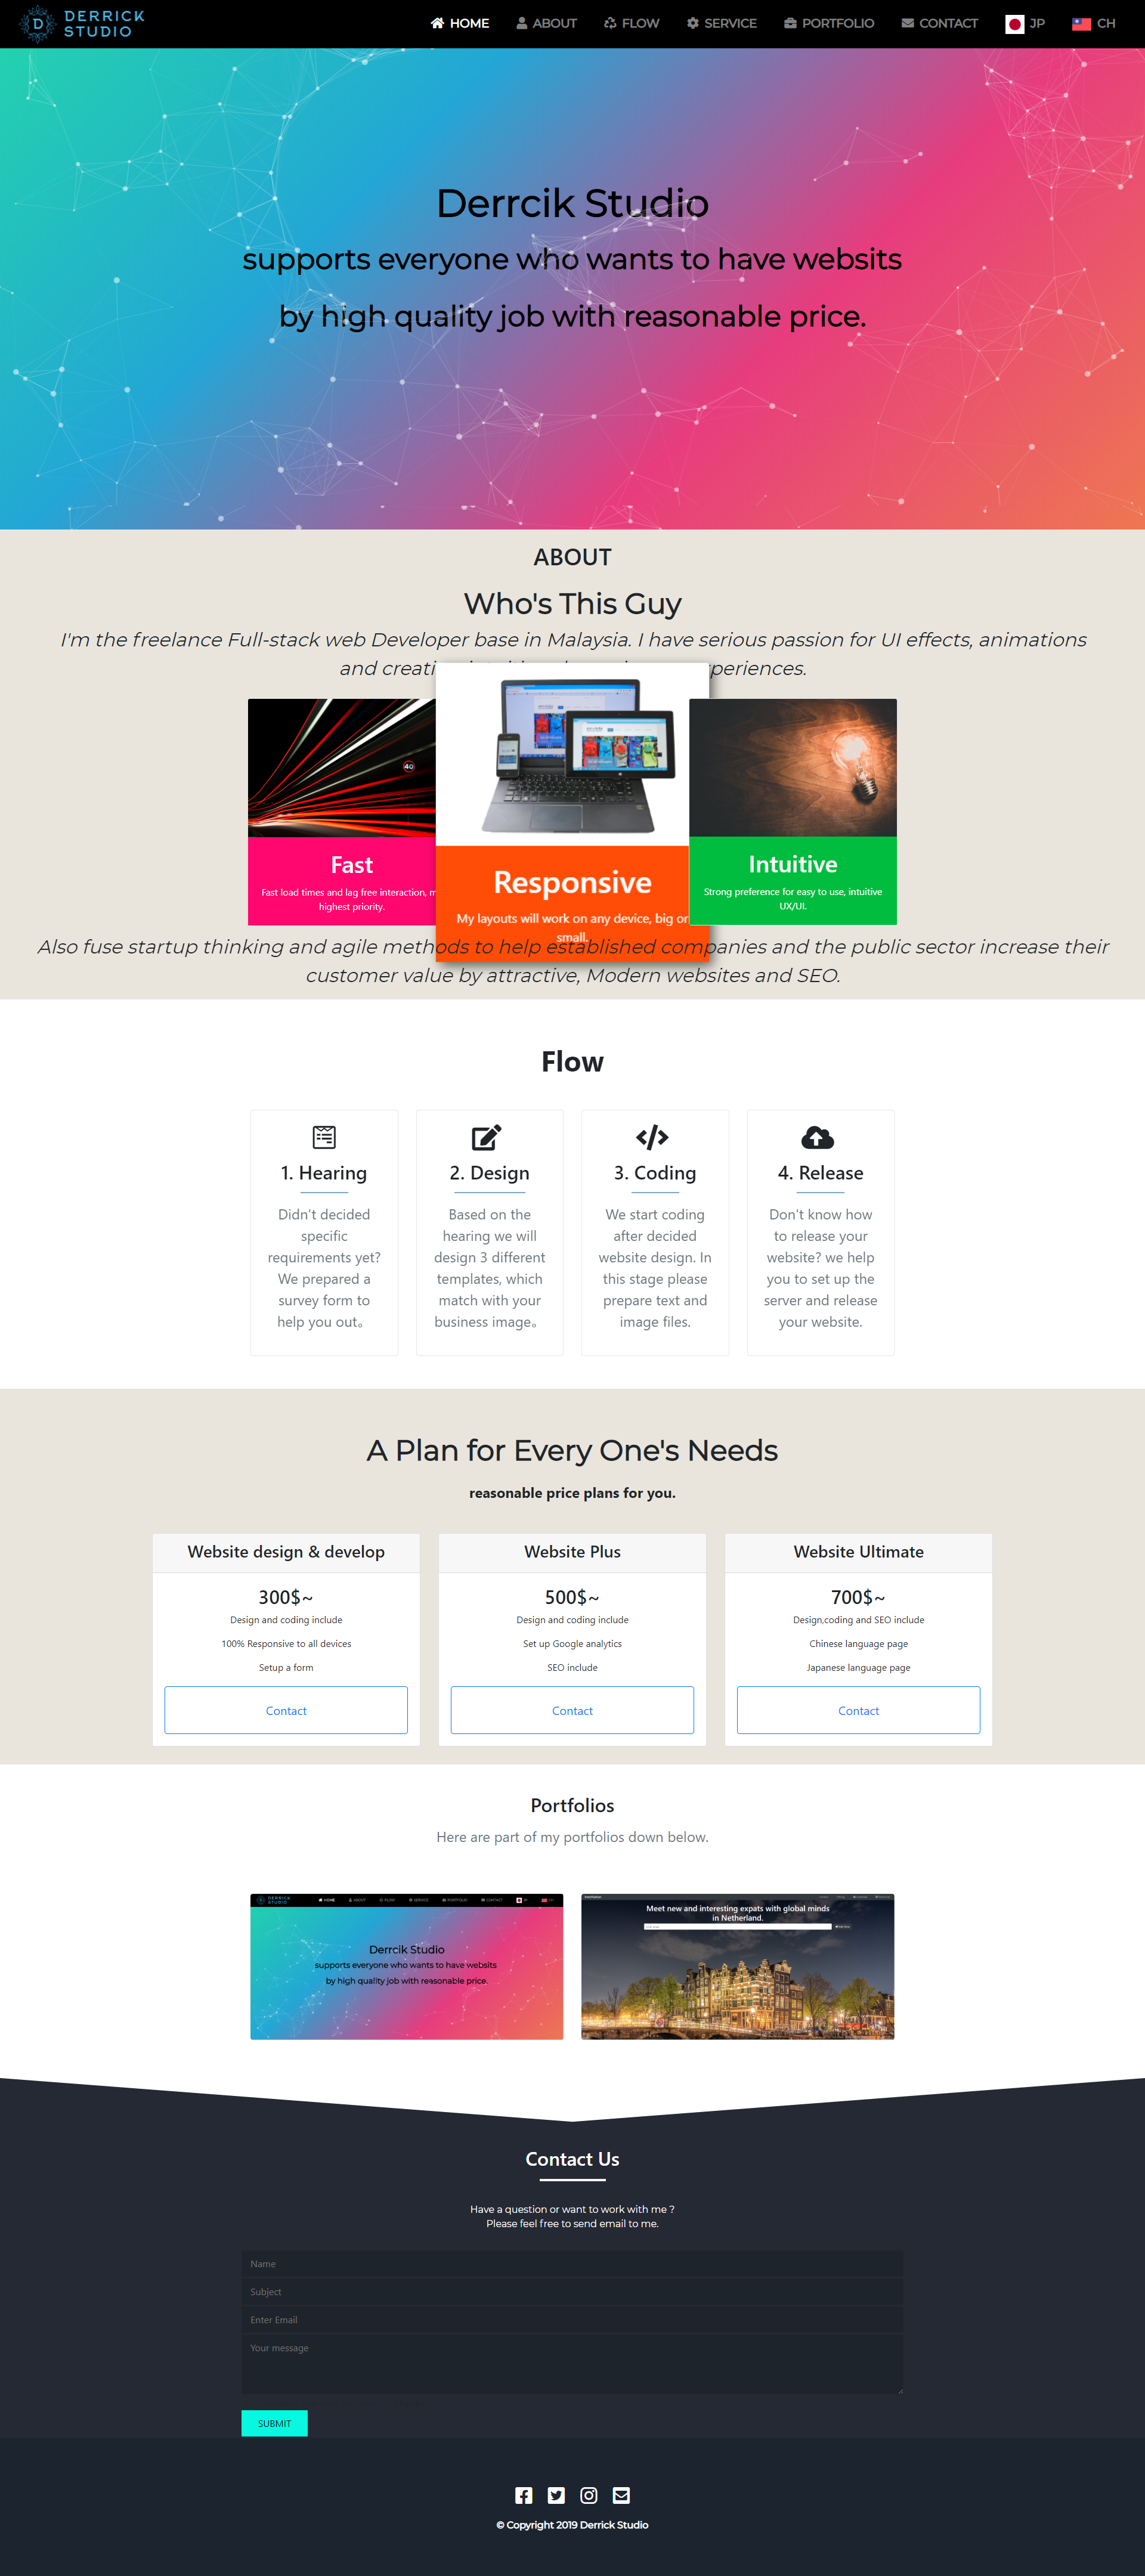 DERRICK
STUDIO
HOME
ABOUT
FLOW
SERVICE
PORTFOLIO
CONTACT
JP
CH
Derrcik Studio
supports everyone who wants to have websits
by high quality job with reasonable price.
ABOUT
Who's This Guy
I'm the freelance Full-stack web Developer base in Malaysia. I have serious passion for UI effects, animations
and
40
Fast
Fast load times and lag free interaction,
highest priority.
Responsive
My layouts will work on any device, big or
small.
Intuitive
Strong preference for easy to use, intuitive
UX/UI.
Also fuse startup thinking and agile methods to help established companies and the public sector increase their
customer value by attractive, Modern websites and SEO.
Flow
1. Hearing
Didn't decided
specific
requirements yet?
We prepared a
survey form to
help you out。
2. Design
Based on the
hearing we will
design 3 different
templates, which
match with your
business image。
3. Coding
We start coding
after decided
website design. In
this stage please
prepare text and
image files.
4. Release
Don't know how
to release your
website? we help
you to set up the
server and release
your website.
A Plan for Every One's Needs
reasonable price plans for you.
Website design & develop
300$~
Design and coding include
100% Responsive to all devices
Setup a form
Contact
Website Plus
500$~
Design and coding include
Set up Google analytics
SEO include
Contact
Website Ultimate
700$~
Design,coding and SEO include
Chinese language page
Japanese language page
Contact
Portfolios
Here are part of my portfolios down below.
DERRICK
STUDIO
HOME
ABOUT
FLOW
SERVICE
PORTFOLIO
CONTACT
JP
CH
Derrcik Studio
supports everyone who wants to have websits
by high quality job with reasonable price.
Meet new and interesting expats with global minds
in Netherland.
Contact Us
Have a question or want to work with me ?
Please feel free to send email to me.
Name
Subject
Enter Email
Your message
SUBMIT
© Copyright 2019 Derrick Studio